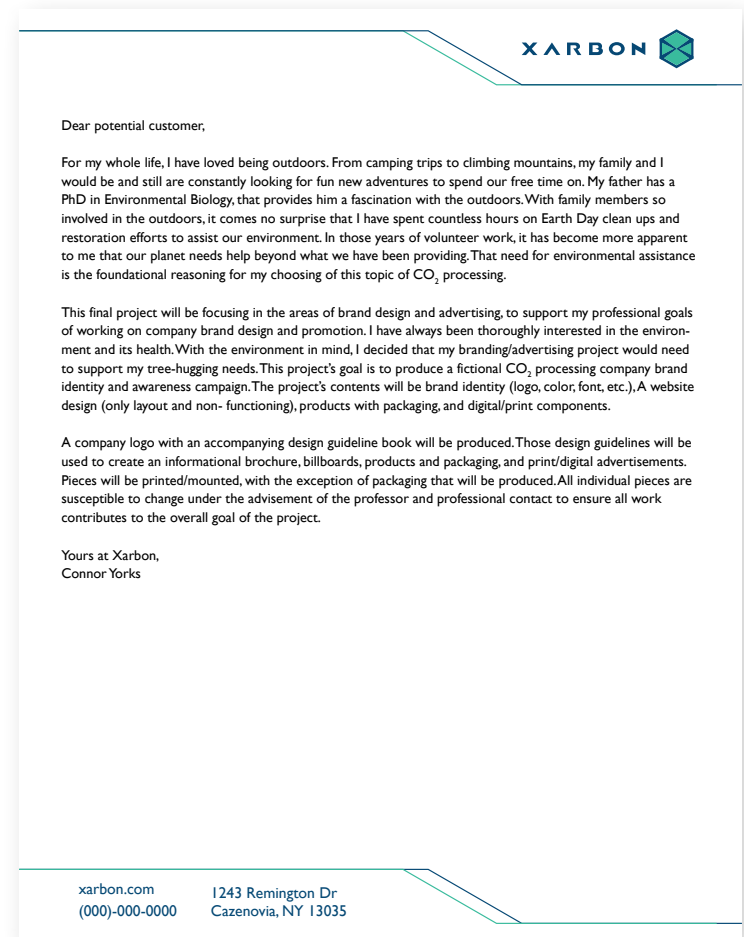 XARBON
Dear potential customer,
For my whole life, I have loved being outdoors. From camping trips to climbing mountains, my family and I
would be and still are constantly looking for fun new adventures to spend our free time on. My father has a
PhD in Environmental Biology, that provides him a fascination with the outdoors. With family members so
involved in the outdoors, it comes no surprise that I have spent countless hours on Earth Day clean ups and
restoration efforts to assist our environment. In those years of volunteer work, it has become more apparent
to me that our planet needs help beyond what we have been providing. That need for environmental assistance
is the foundational reasoning for my choosing of this topic of CO₂ processing.
This final project will be focusing in the areas of brand design and advertising, to support my professional goals
of working on company brand design and promotion. I have always been thoroughly interested in the environ-
ment and its health. With the environment in mind, I decided that my branding/advertising project would need
to support my tree-hugging needs. This project's goal is to produce a fictional CO₂ processing company brand
identity and awareness campaign. The project's contents will be brand identity (logo, color, font, etc.), A website
design (only layout and non- functioning), products with packaging, and digital/print components.
A company logo with an accompanying design guideline book will be produced. Those design guidelines will be
used to create an informational brochure, billboards, products and packaging, and print/digital advertisements.
Pieces will be printed/mounted, with the exception of packaging that will be produced. All individual pieces are
susceptible to change under the advisement of the professor and professional contact to ensure all work
contributes to the overall goal of the project.
Yours at Xarbon,
Connor Yorks
xarbon.com
(000)-000-0000
1243 Remington Dr
Cazenovia, NY 13035